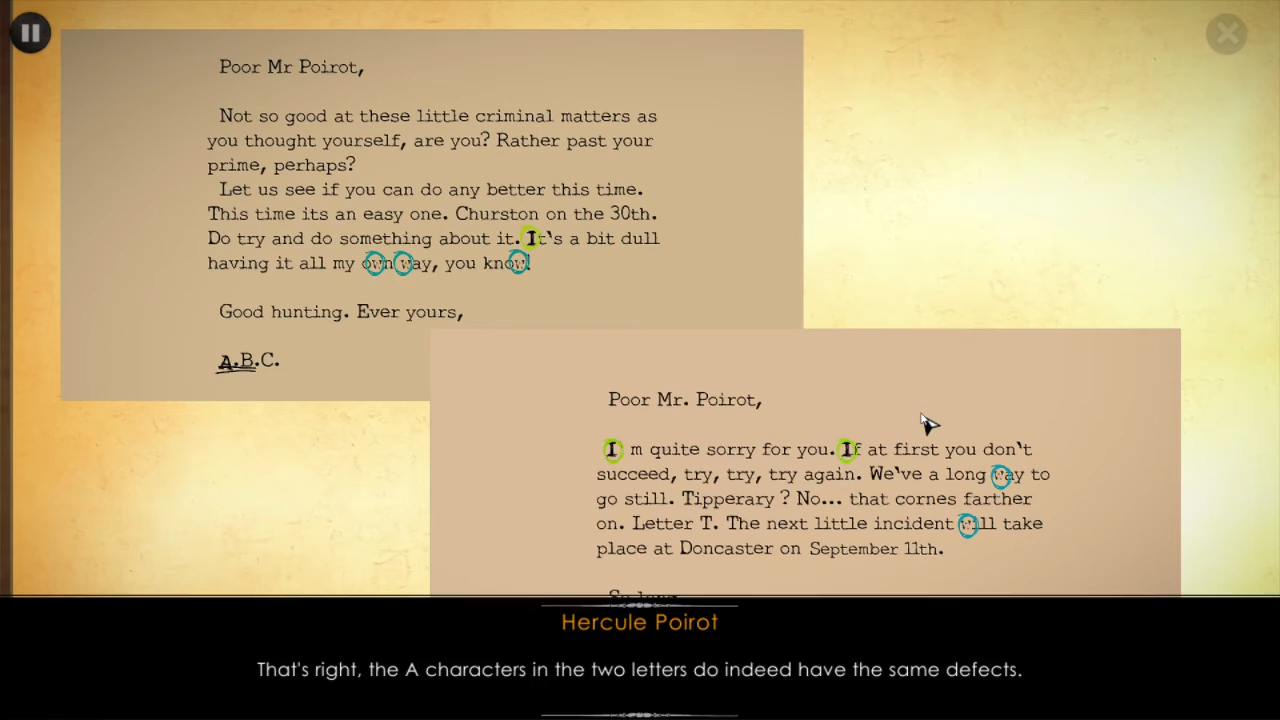 Poor Mr Poirot,
Not so good at these little criminal matters as
you thought yourself, are you? Rather past your
prime, perhaps?
Let us see if you can do any better this time.
This time its an easy one. Churston on the 30th.
Do try and do something about it. It's a bit dull
having it all my own way, you know!
Good hunting. Ever yours,
A.B.C.
Poor Mr. Poirot,
I m quite sorry for you. If at first you don't
succeed, try, try, try again. We've a long way to
go still. Tipperary ? No... that cornes farther
on. Letter T. The next little incident will take
place at Doncaster on September 11th.
Hercule Poirot
That's right, the A characters in the two letters do indeed have the same defects.